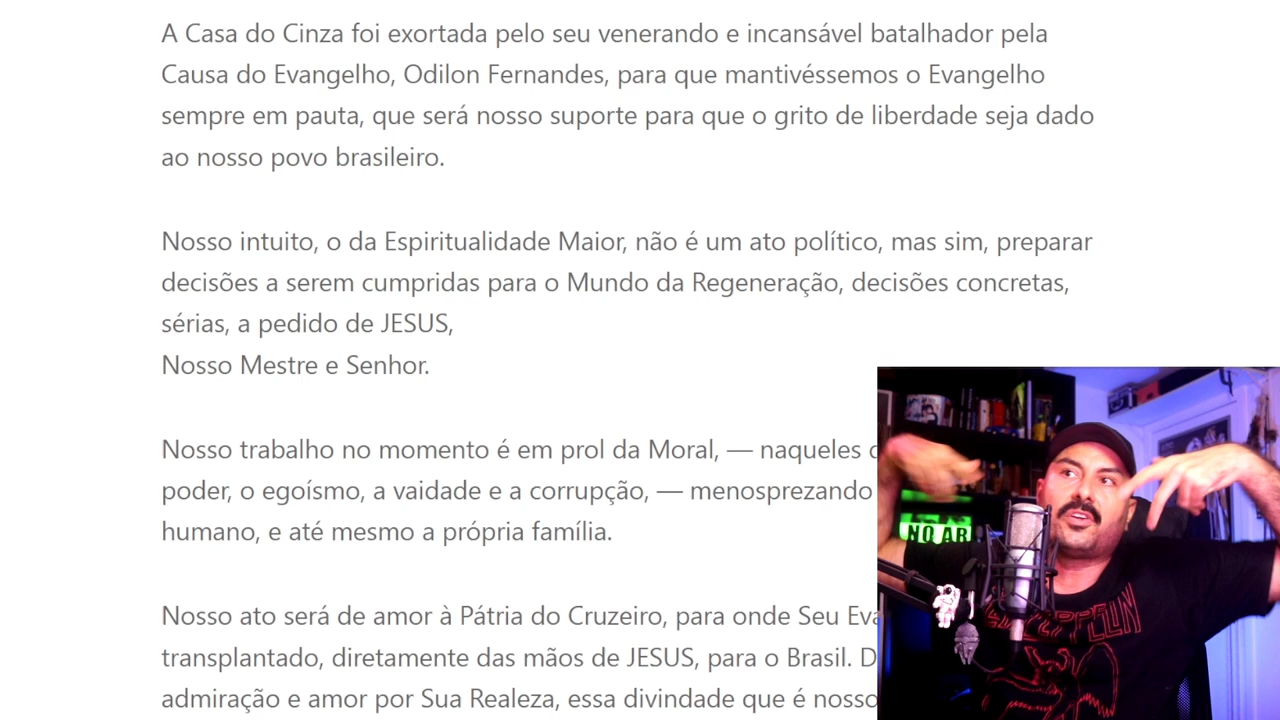 A Casa do Cinza foi exortada pelo seu venerando e incansável batalhador pela
Causa do Evangelho, Odilon Fernandes, para que mantivéssemos o Evangelho
sempre em pauta, que será nosso suporte para que o grito de liberdade seja dado
ao nosso povo brasileiro.
Nosso intuito, o da Espiritualidade Maior, não é um ato político, mas sim, preparar
decisões a serem cumpridas para o Mundo da Regeneração, decisões concretas,
sérias, a pedido de JESUS,
Nosso Mestre e Senhor.
Nosso trabalho no momento é em prol da Moral, — naqueles
poder, o egoísmo, a vaidade e a corrupção, — menosprezando
humano, e até mesmo a própria família.
Nosso ato será de amor à Pátria do Cruzeiro, para onde Seu
transplantado, diretamente das mãos de JESUS, para o Brasil.
admiração e amor por Sua Realeza, essa divindade que é nosso
NO AR